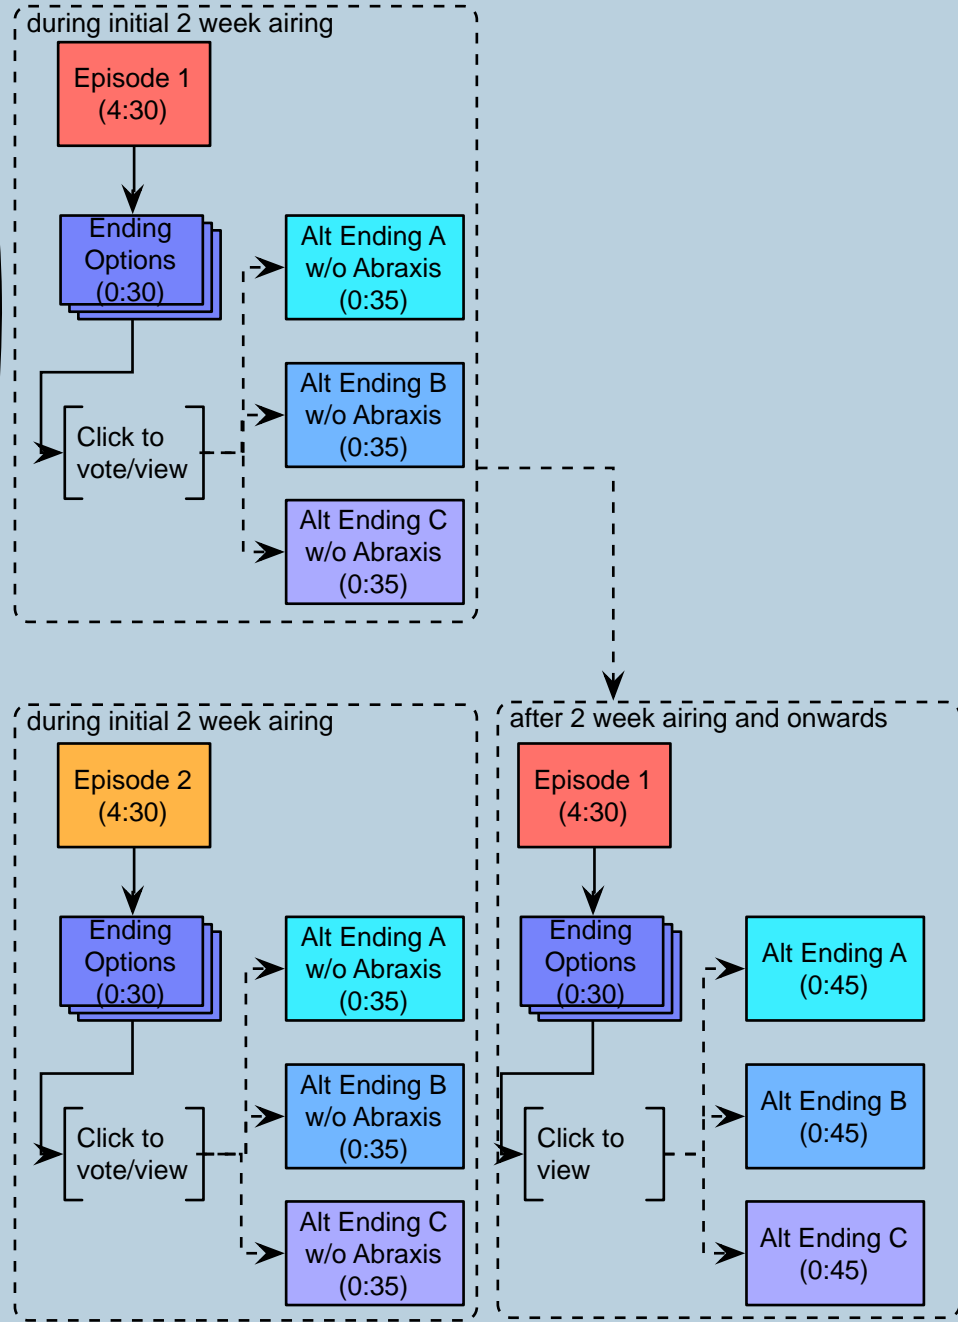 during initial 2 week airing
Episode 1
(4:30)
Ending
Options
(0:30)
Click to
vote/view
Alt Ending A
w/o Abraxis
(0:35)
Alt Ending B
w/o Abraxis
(0:35)
Alt Ending C
w/o Abraxis
(0:35)
during initial 2 week airing
Episode 2
(4:30)
Ending
Options
(0:30)
Click to
vote/view
Alt Ending A
w/o Abraxis
(0:35)
Alt Ending B
w/o Abraxis
(0:35)
Alt Ending C
w/o Abraxis
(0:35)
after 2 week airing and onwards
Episode 1
(4:30)
Ending
Options
(0:30)
Click to
view
Alt Ending A
(0:45)
Alt Ending B
(0:45)
Alt Ending C
(0:45)